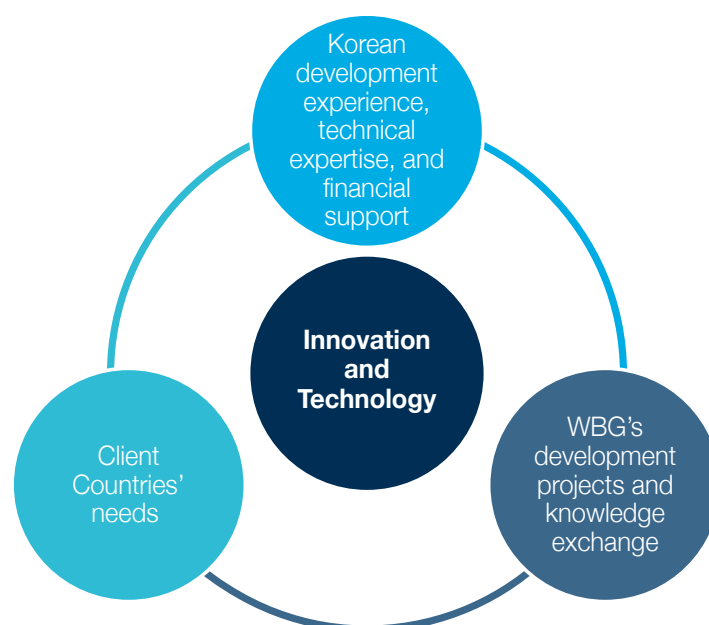 Korean
development
experience,
technical
expertise, and
financial
support
Innovation
and
Technology
Client
Countries’
needs
WBG’s
development
projects and
knowledge
exchange